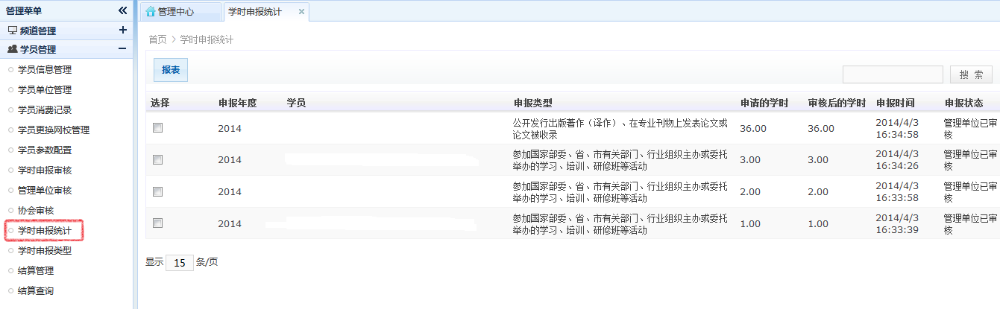 管理菜单
频道管理
学员管理
学员信息管理
学员单位管理
学员消费记录
学员更换网校管理
学员参数配置
学时申报审核
管理单位审核
协会审核
学时申报统计
学时申报类型
结算管理
结算查询
管理中心 学时申报统计
首页 > 学时申报统计
报表
搜 索
选择 申报年度 学员 申报类型 申请的学时 审核后的学时 申报时间 申报状态
2014 公开发行出版著作（译作）、在专业刊物上发表论文或 36.00 36.00 2014/4/3 管理单位已审
论文被收录 16:34:58 核
2014 参加国家部委、省、市有关部门、行业组织主办或委托 3.00 3.00 2014/4/3 管理单位已审
举办的学习、培训、研修班等活动 16:34:26 核
2014 参加国家部委、省、市有关部门、行业组织主办或委托 2.00 2.00 2014/4/3 管理单位已审
举办的学习、培训、研修班等活动 16:33:58 核
2014 参加国家部委、省、市有关部门、行业组织主办或委托 1.00 1.00 2014/4/3 管理单位已审
举办的学习、培训、研修班等活动 16:33:39 核
显示 15 条/页